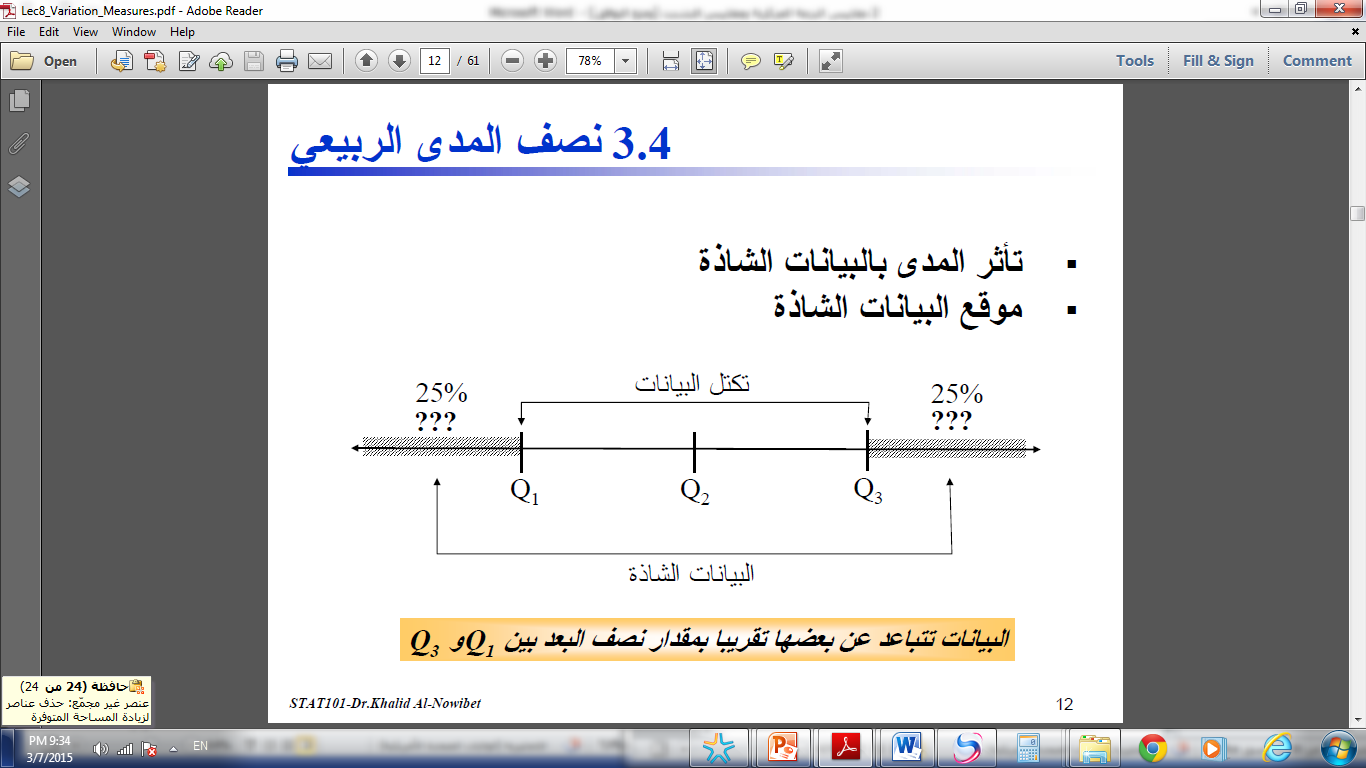 Lec8_Variation_Measures.pdf - Adobe Reader
File Edit View Window Help
Open 12 / 61 78% Tools Fill & Sign Comment
3.4 نصف المدى الربيعي
▪ تأثر المدى بالبيانات الشاذة
▪ موقع البيانات الشاذة
تكتل البيانات
25% 25%
??? ???
Q1 Q2 Q3
البيانات الشاذة
البيانات تتباعد عن بعضها تقريبا بمقدار نصف البعد بين Q1و Q3
STAT101-Dr.Khalid Al-Nowibet 12
حافظة (24 من 24)
عنصر غير مجمّع: حذف عناصر
لزيادة المساحة المتوفرة
PM 9:34
3/7/2015
EN